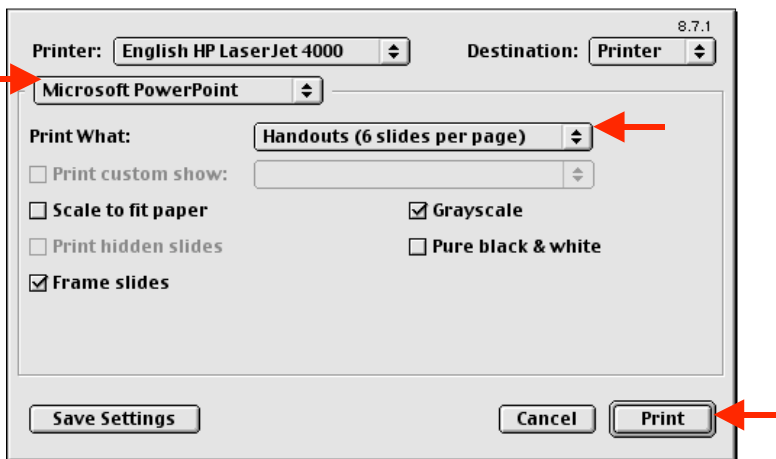 8.7.1
Printer: English HP LaserJet 4000 Destination: Printer
Microsoft PowerPoint
Print What: Handouts (6 slides per page)
Print custom show:
Scale to fit paper Grayscale
Print hidden slides Pure black & white
Frame slides
Save Settings Cancel Print